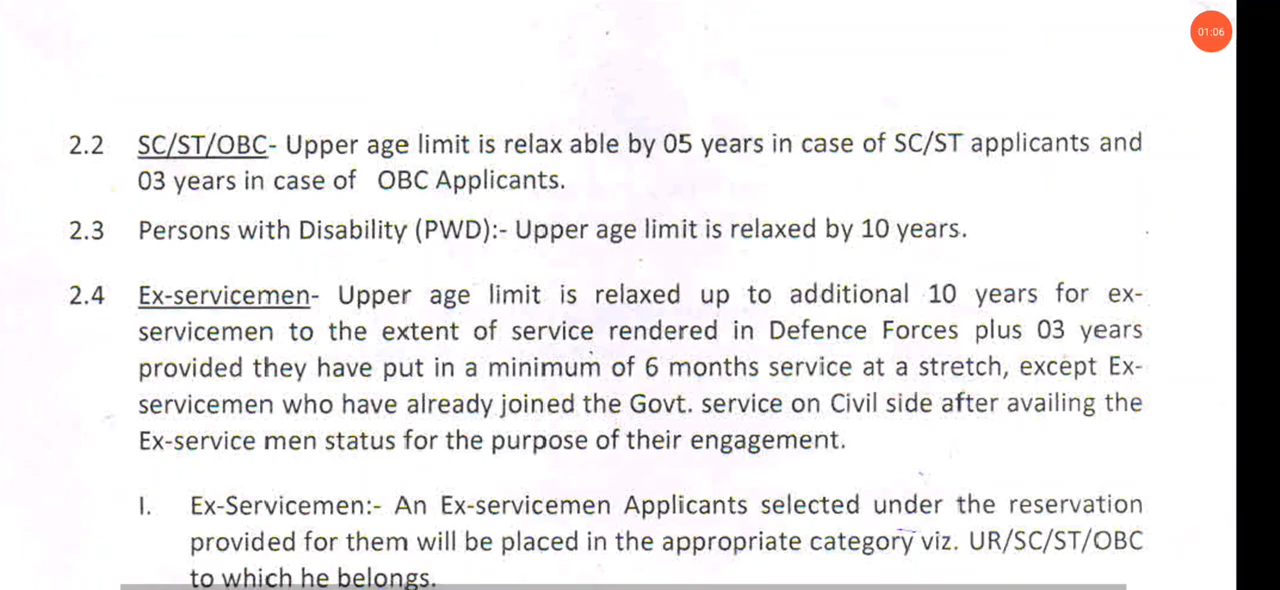 01:06
2.2 SC/ST/OBC- Upper age limit is relax able by 05 years in case of SC/ST applicants and
03 years in case of OBC Applicants.
2.3 Persons with Disability (PWD):- Upper age limit is relaxed by 10 years.
2.4 Ex-servicemen- Upper age limit is relaxed up to additional 10 years for ex-
servicemen to the extent of service rendered in Defence Forces plus 03 years
provided they have put in a minimum of 6 months service at a stretch, except Ex-
servicemen who have already joined the Govt. service on Civil side after availing the
Ex-service men status for the purpose of their engagement.
I. Ex-Servicemen:- An Ex-servicemen Applicants selected under the reservation
provided for them will be placed in the appropriate category viz. UR/SC/ST/OBC
to which he belongs.